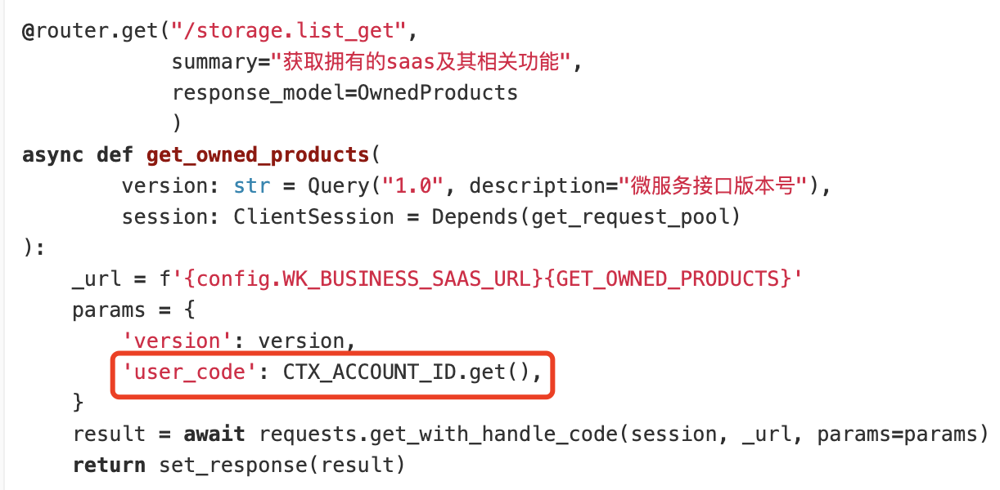 @router.get("/storage.list_get",
            summary="获取拥有的saas及其相关功能",
            response_model=OwnedProducts
            )
async def get_owned_products(
        version: str = Query("1.0", description="微服务接口版本号"),
        session: ClientSession = Depends(get_request_pool)
):
    _url = f'{config.WK_BUSINESS_SAAS_URL}{GET_OWNED_PRODUCTS}'
    params = {
        'version': version,
        'user_code': CTX_ACCOUNT_ID.get(),
    }
    result = await requests.get_with_handle_code(session, _url, params=params)
    return set_response(result)